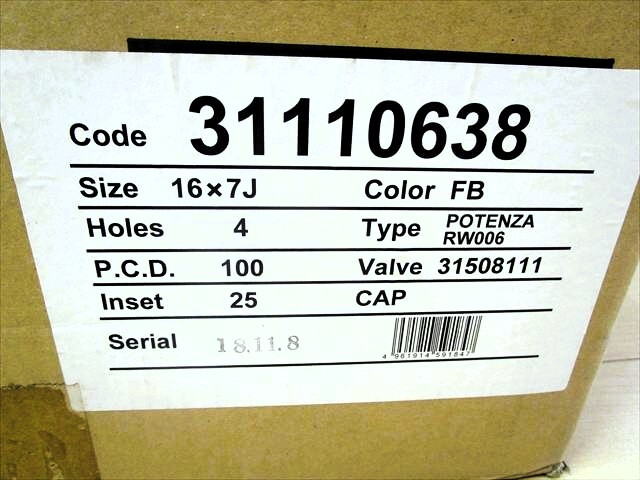 Code 31110638
Size 16×7J Color FB
Holes 4 Type POTENZA RW006
P.C.D. 100 Valve 31508111
Inset 25 CAP
Serial 18.11.8
4961914591847